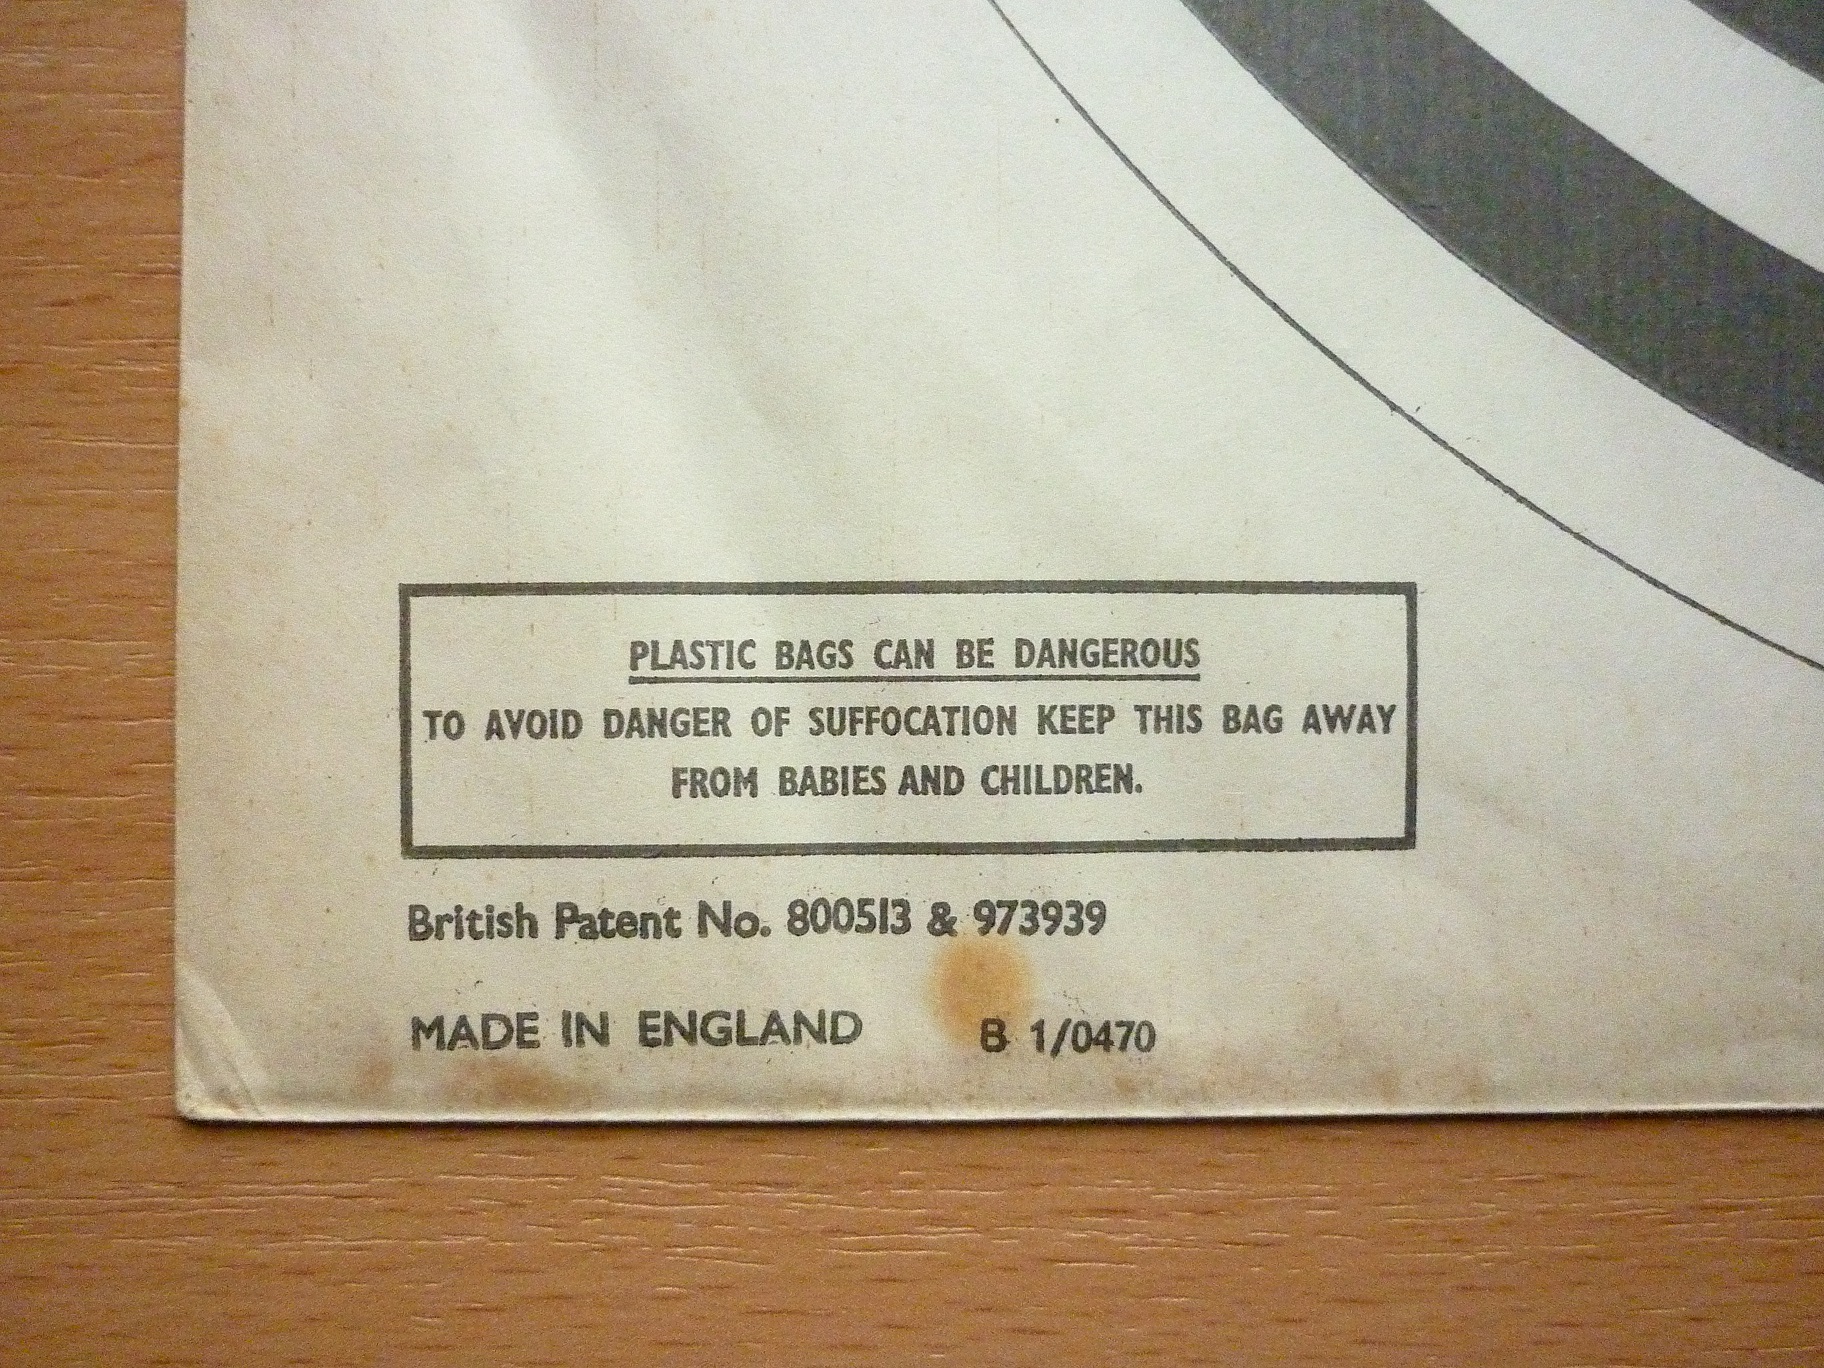 PLASTIC BAGS CAN BE DANGEROUS
TO AVOID DANGER OF SUFFOCATION KEEP THIS BAG AWAY
FROM BABIES AND CHILDREN.
British Patent No. 800513 & 973939
MADE IN ENGLAND B 1/0470